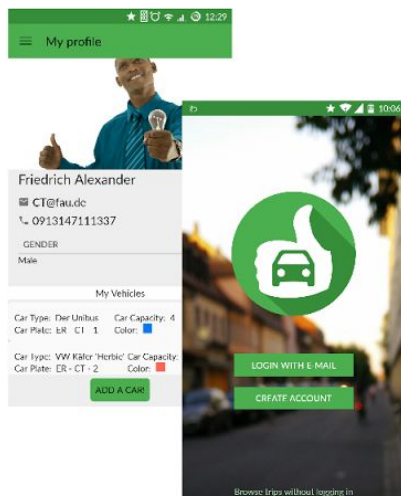 12:29
My profile
Friedrich Alexander
CT@fau.de
0913147111337
GENDER
Male
My Vehicles
Car Type: Der Unibus Car Capacity: 4
Car Plate: ER - CT - 1 Color:
Car Type: VW Käfer 'Herbie' Car Capacity:
Car Plate: ER - CT - 2 Color:
ADD A CAR!
10:06
LOGIN WITH E-MAIL
CREATE ACCOUNT
Browse trips without logging in